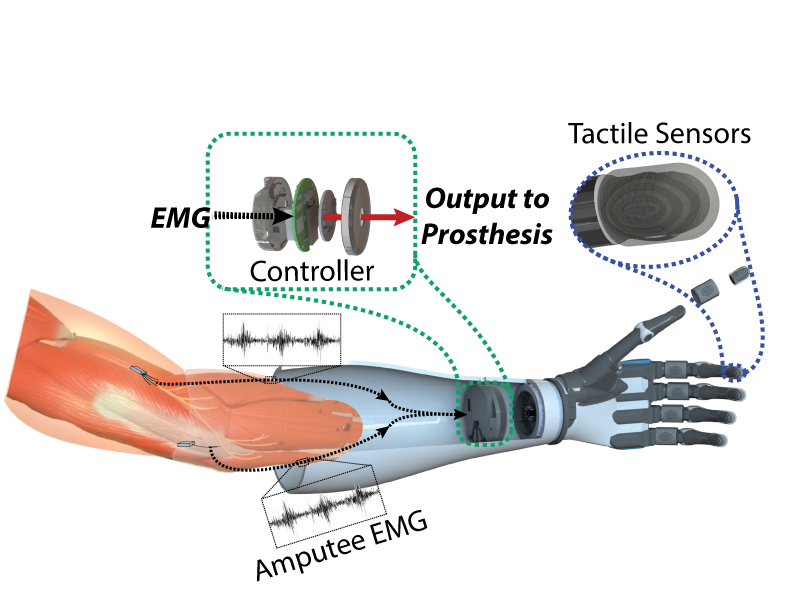 Tactile Sensors
EMG
Output to
Prosthesis
Controller
Amputee EMG